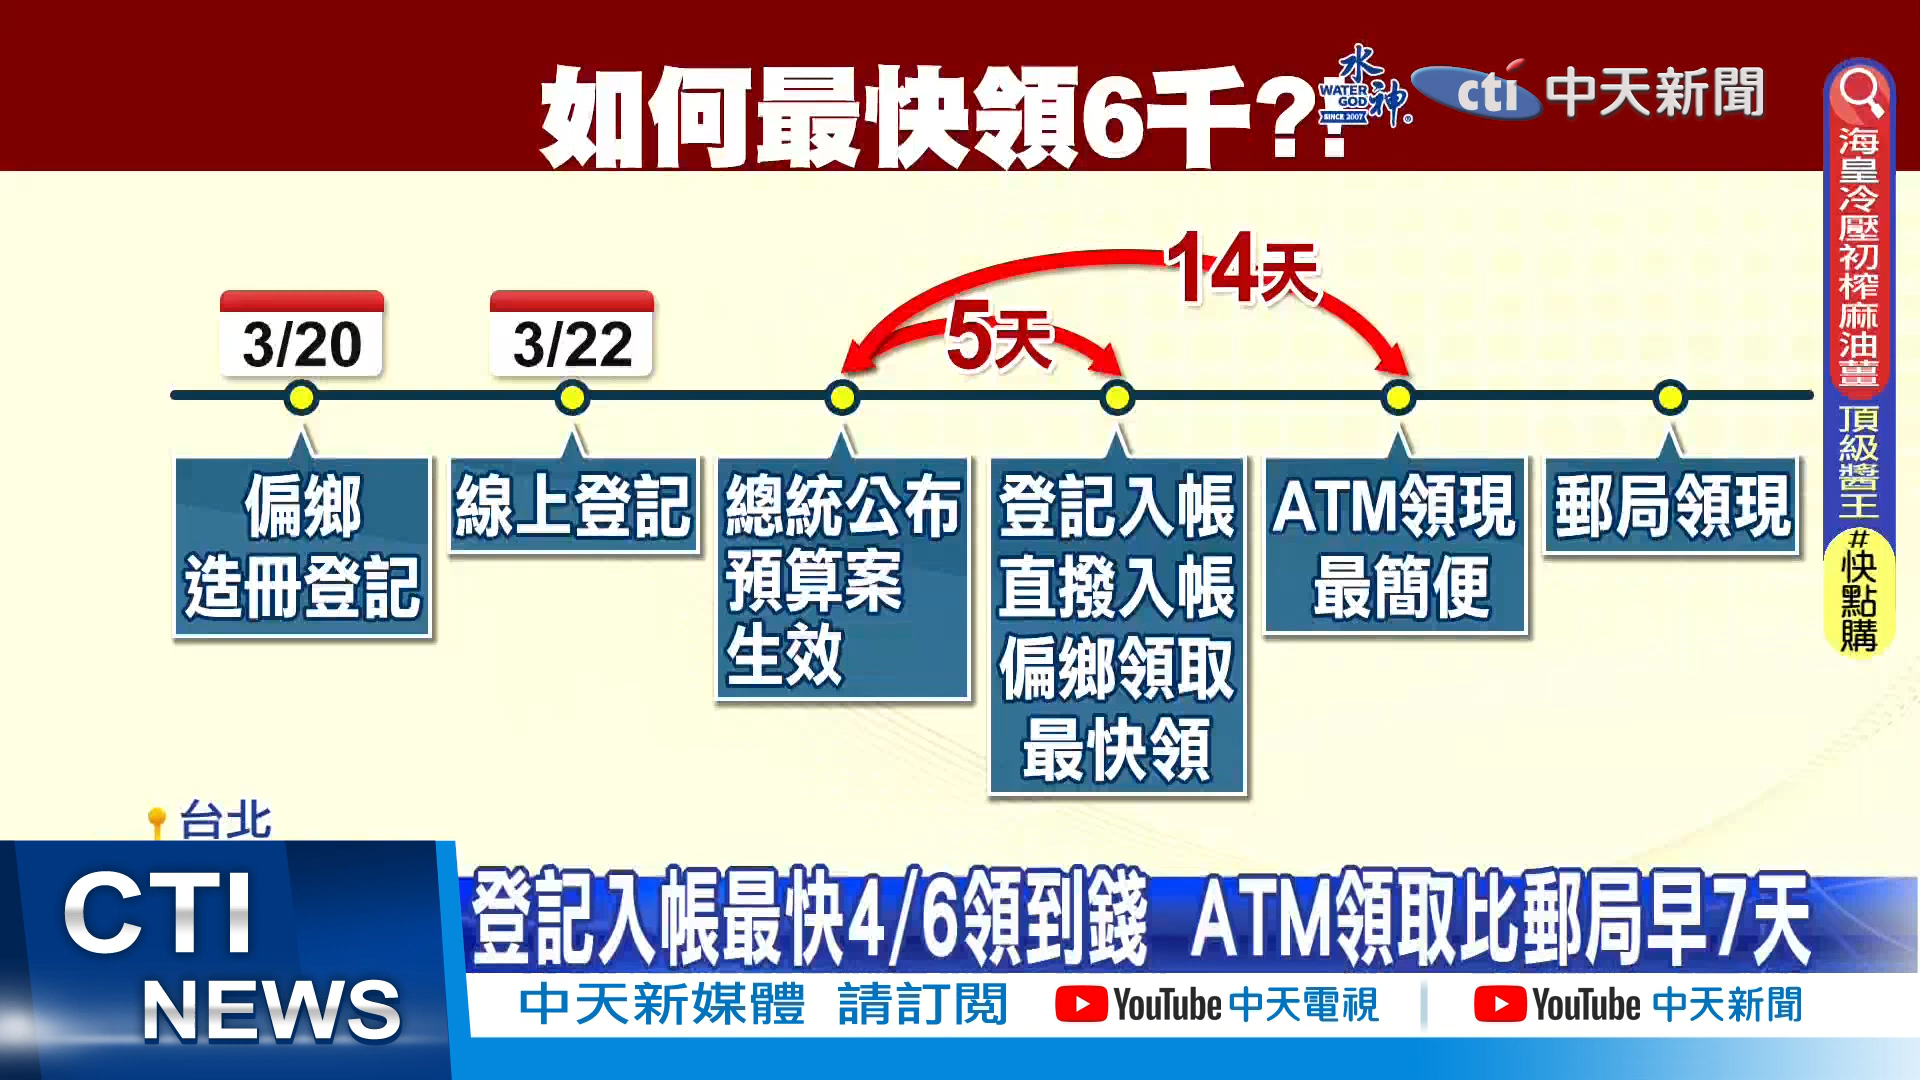 如何最快領6千?!
水神
WATER GOD
SINCE 2007
cti 中天新聞
海皇冷壓初榨麻油薑
頂級醬王
#快點購
14天
5天
3/20
3/22
偏鄉
造冊登記
線上登記
總統公布
預算案
生效
登記入帳
直撥入帳
偏鄉領取
最快領
ATM領現
最簡便
郵局領現
台北
CTI
NEWS
登記入帳最快4/6領到錢 ATM領取比郵局早7天
中天新媒體 請訂閱 YouTube 中天電視 | YouTube 中天新聞